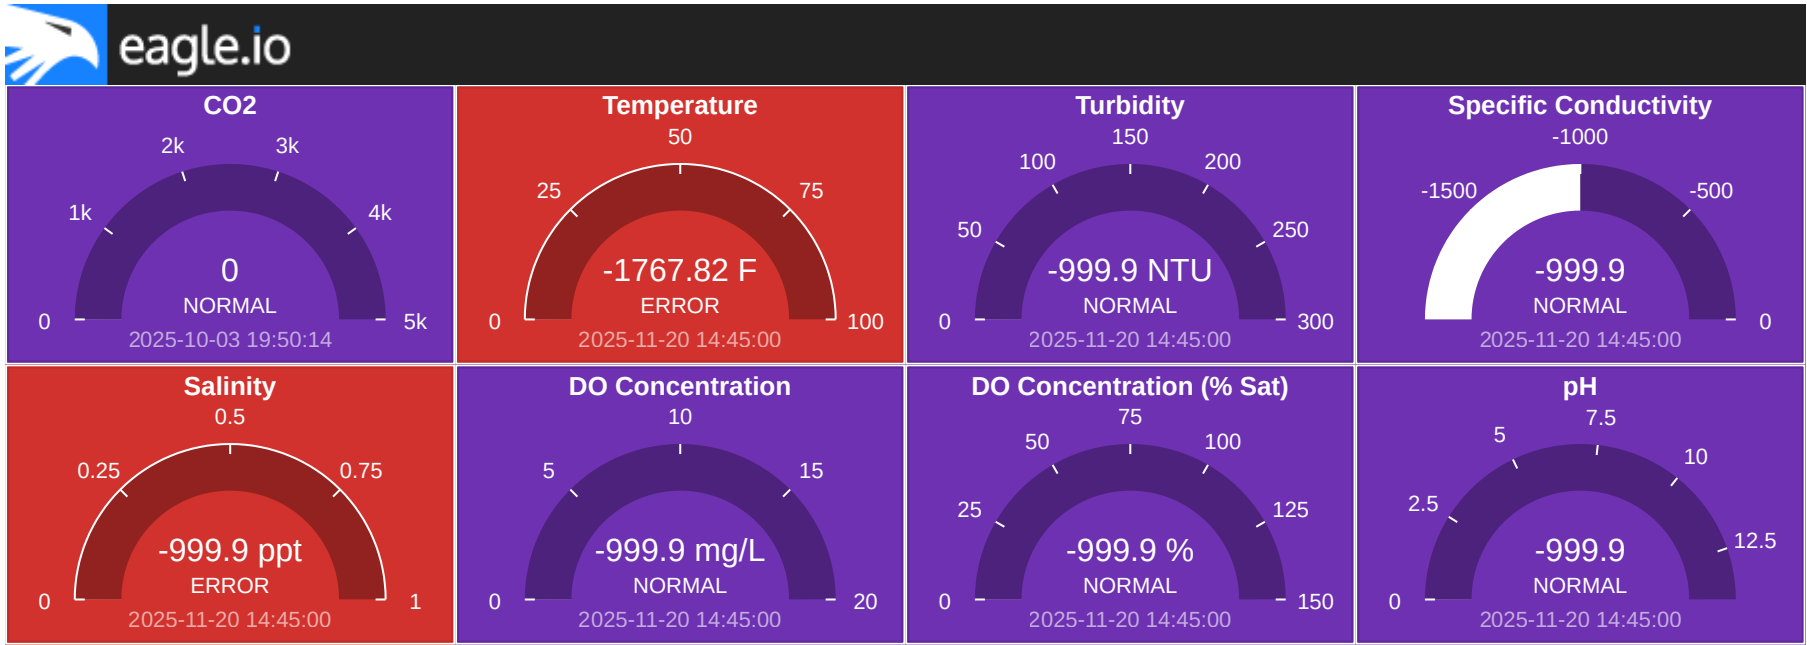 eagle.io
CO2
2k
3k
1k
4k
0
NORMAL
0
5k
2025-10-03 19:50:14
Temperature
50
25
75
-1767.82 F
ERROR
0
100
2025-11-20 14:45:00
Turbidity
150
100
200
50
250
-999.9 NTU
NORMAL
0
300
2025-11-20 14:45:00
Specific Conductivity
-1000
-1500
-500
-999.9
NORMAL
0
2025-11-20 14:45:00
Salinity
0.5
0.25
0.75
-999.9 ppt
ERROR
0
1
2025-11-20 14:45:00
DO Concentration
10
5
15
-999.9 mg/L
NORMAL
0
20
2025-11-20 14:45:00
DO Concentration (% Sat)
75
50
100
25
125
-999.9 %
NORMAL
0
150
2025-11-20 14:45:00
pH
7.5
5
10
2.5
12.5
-999.9
NORMAL
0
2025-11-20 14:45:00